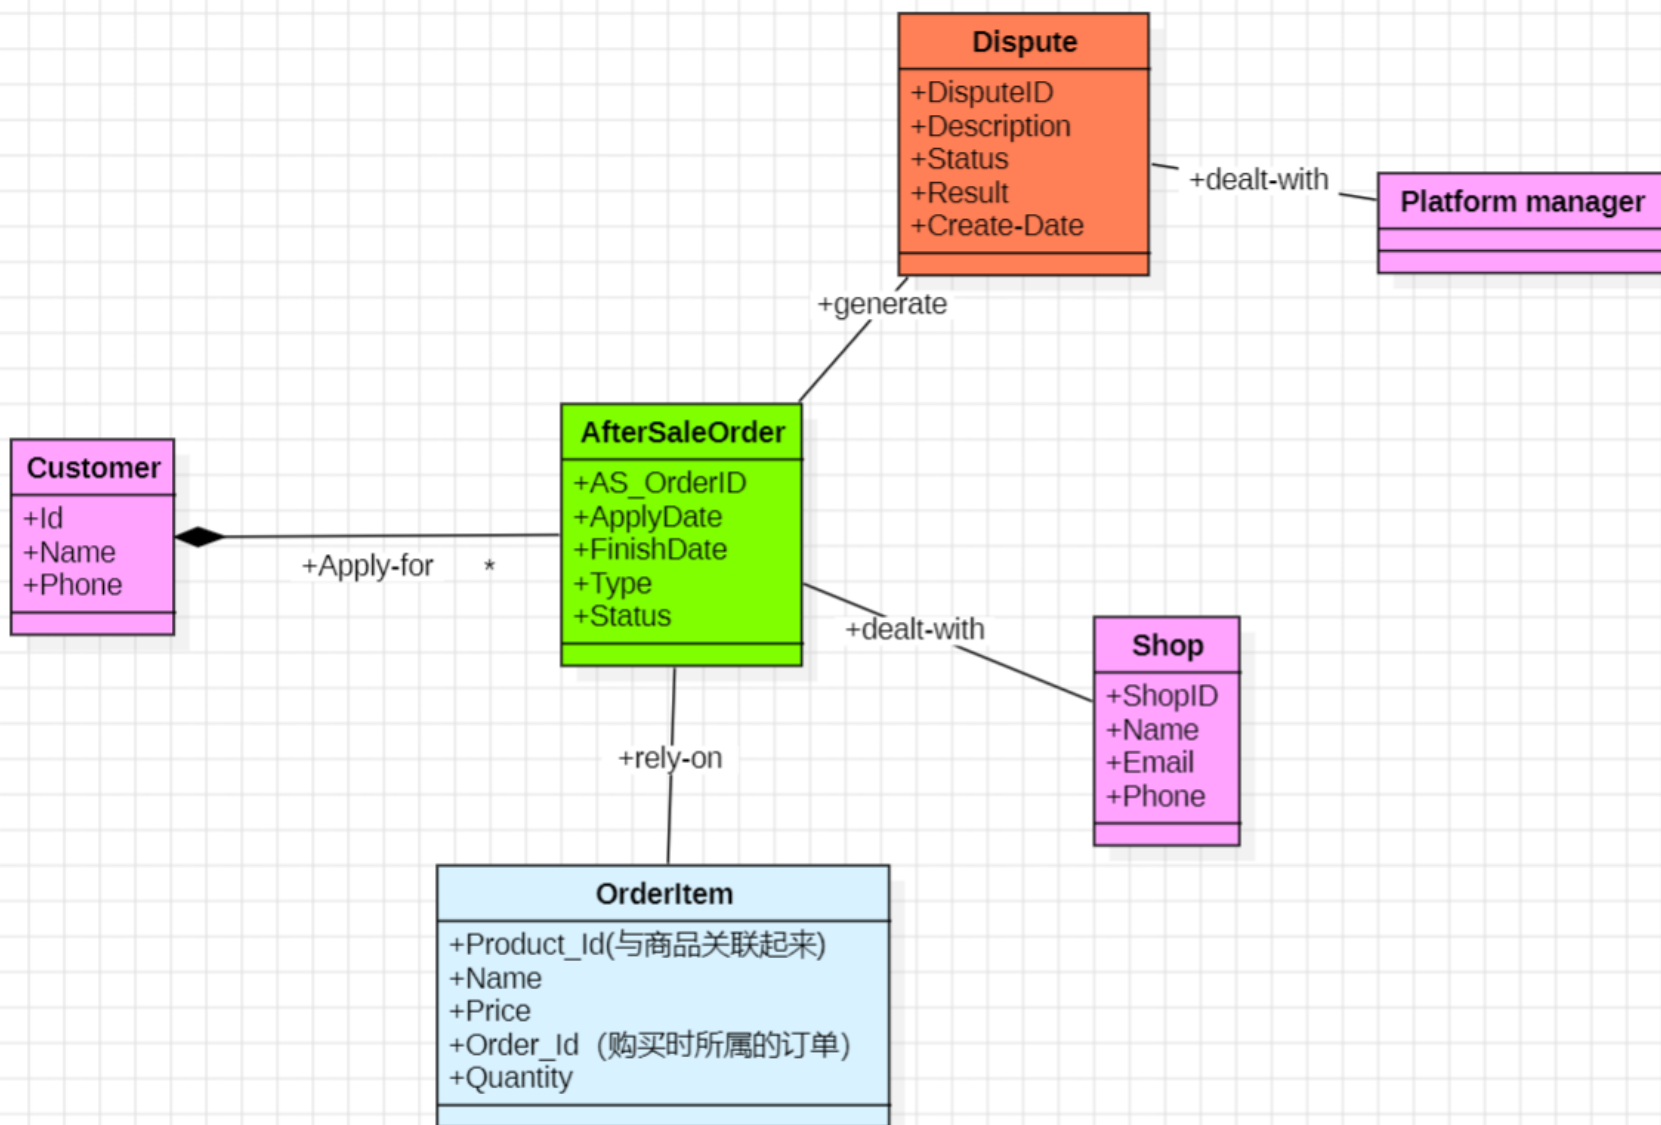 Dispute
+DisputeID
+Description
+Status
+Result
+Create-Date
+dealt-with
Platform manager
+generate
AfterSaleOrder
+AS_OrderID
+ApplyDate
+FinishDate
+Type
+Status
Customer
+Id
+Name
+Phone
+Apply-for
*
+dealt-with
Shop
+ShopID
+Name
+Email
+Phone
+rely-on
OrderItem
+Product_Id(与商品关联起来)
+Name
+Price
+Order_Id（购买时所属的订单）
+Quantity